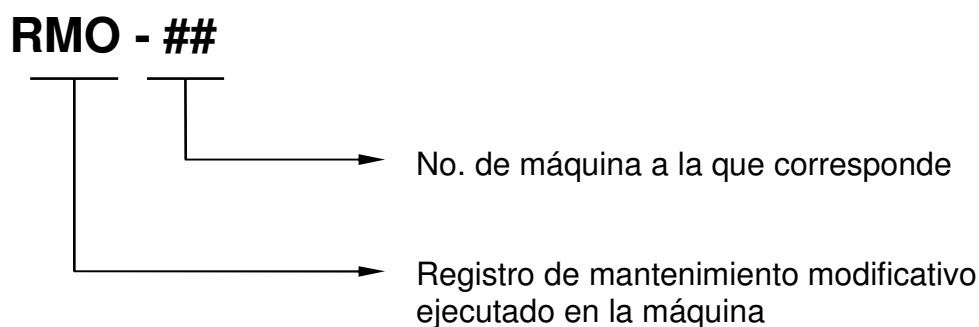 RMO - ##
No. de máquina a la que corresponde
Registro de mantenimiento modificativo
ejecutado en la máquina